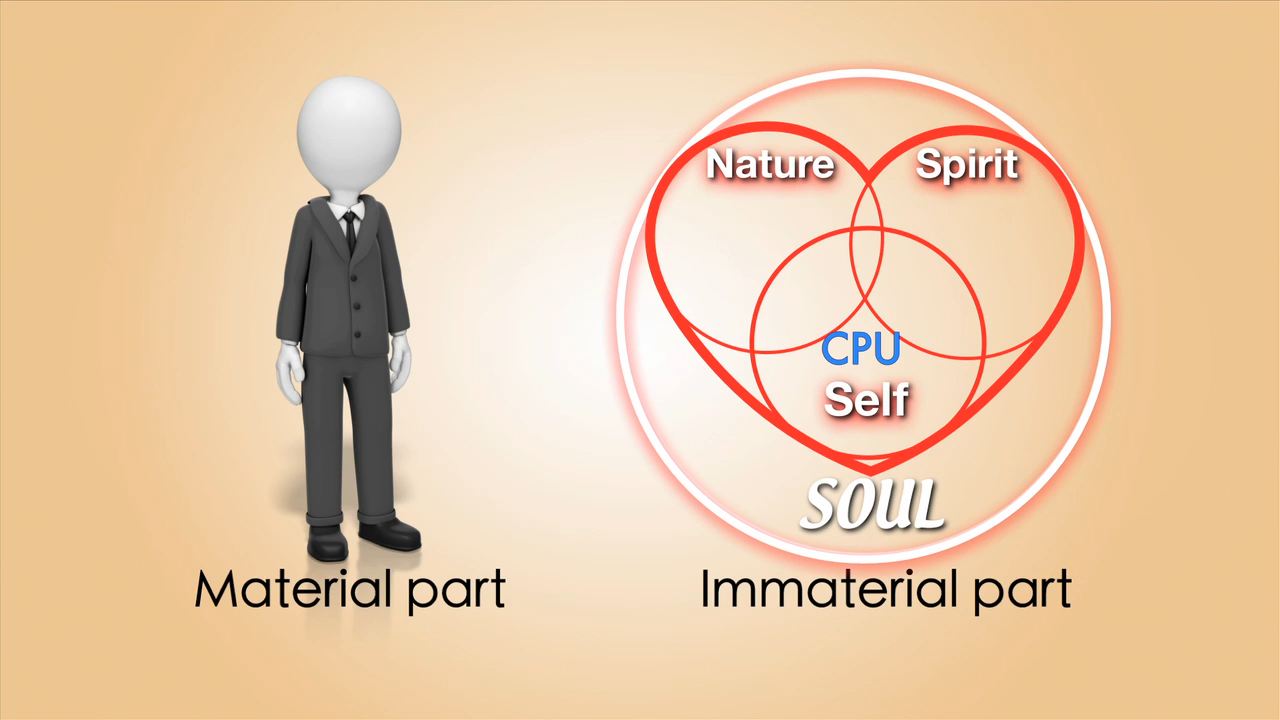 Nature
Spirit
CPU
Self
SOUL
Material part
Immaterial part